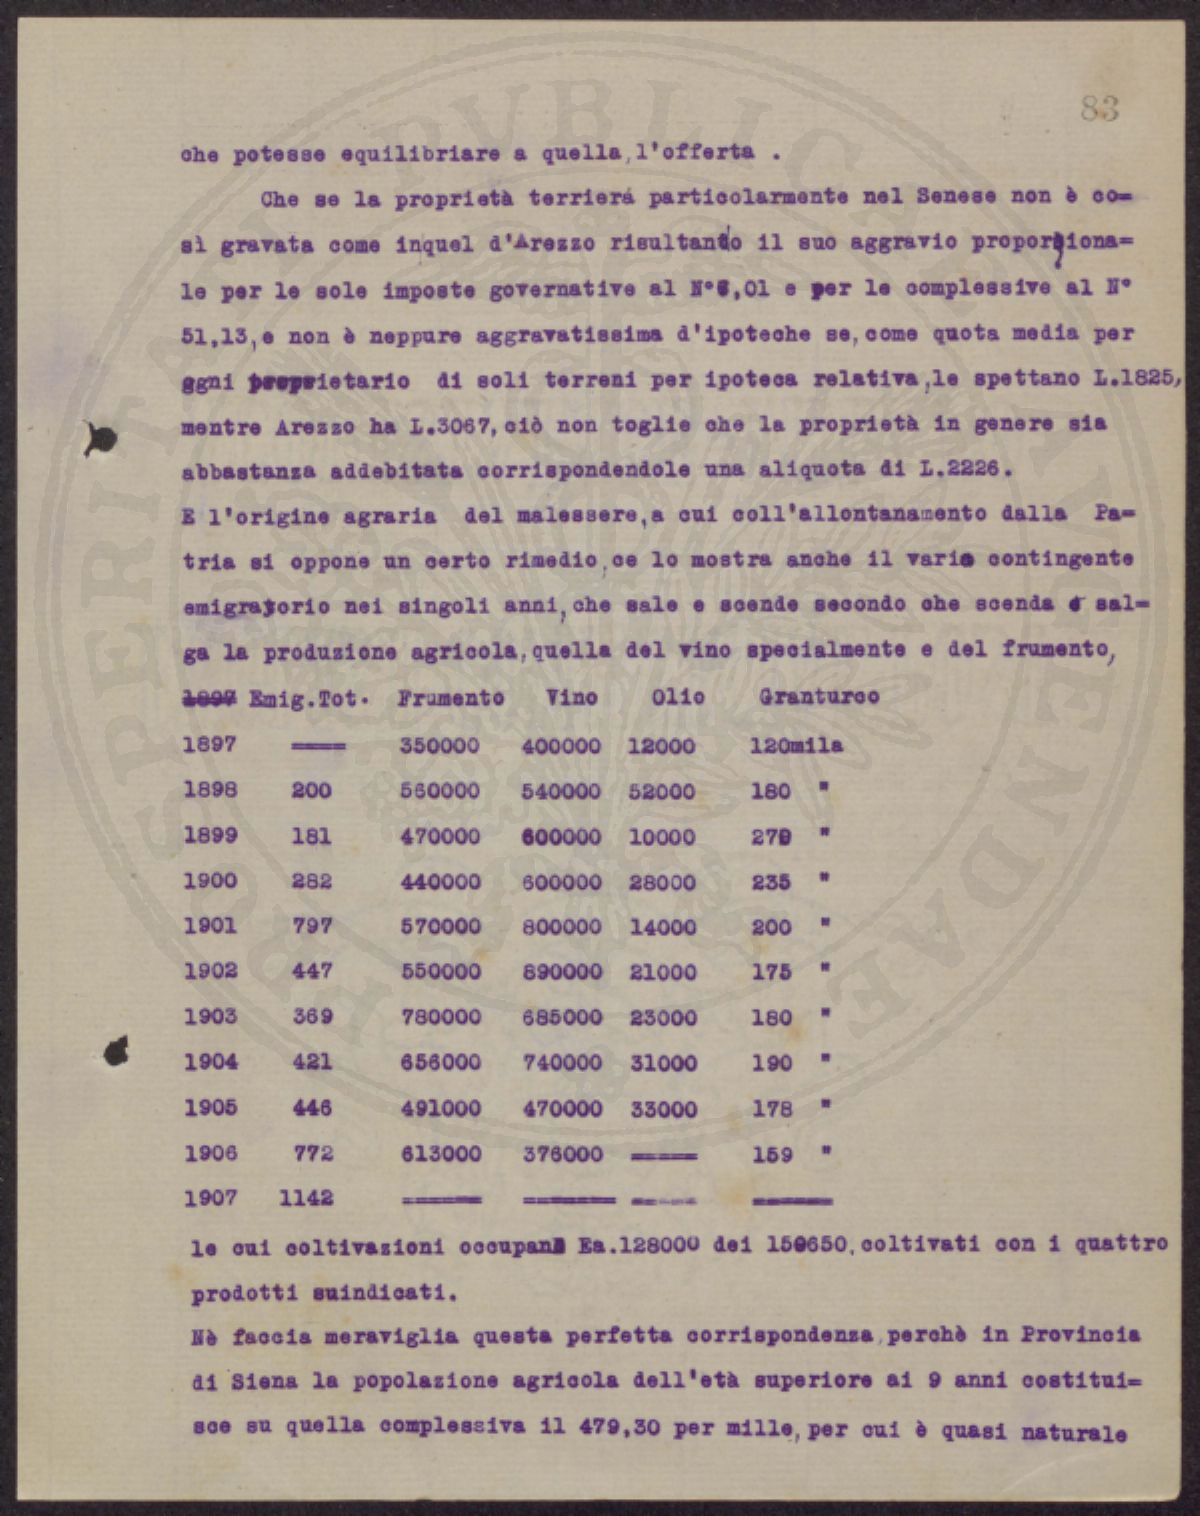 83
che potesse equilibriare a quella,l'offerta .
Che se la proprietà terrierá particolarmente nel Senese non è co=
sì gravata come inquel d'Arezzo risultando il suo aggravio proporziona=
le per le sole imposte governative al N° ,01 e per le complessive al N°
51,13,e non è neppure aggravatissima d'ipoteche se,come quota media per
ogni proprietario di soli terreni per ipoteca relativa,le spettano L.1825,
mentre Arezzo ha L.3067,ciò non toglie che la proprietà in genere sia
abbastanza addebitata corrispondendole una aliquota di L.2226.
E l'origine agraria del malessere,a cui coll'allontanamento dalla Pa=
tria si oppone un certo rimedio,ce lo mostra anche il vario contingente
emigratorio nei singoli anni,che sale e scende secondo che scenda o sal=
ga la produzione agricola,quella del vino specialmente e del frumento,
1897 Emig.Tot. Frumento Vino Olio Granturco
1897 ==== 350000 400000 12000 120mila
1898 200 560000 540000 52000 180 "
1899 181 470000 600000 10000 270 "
1900 282 440000 600000 28000 235 "
1901 797 570000 800000 14000 200 "
1902 447 550000 890000 21000 175 "
1903 369 780000 685000 23000 180 "
1904 421 656000 740000 31000 190 "
1905 446 491000 470000 33000 178 "
1906 772 613000 376000 ===== 159 "
1907 1142 ====== ======= ===== ======
le cui coltivazioni occupano Ea.128000 dei 150650,coltivati con i quattro
prodotti suindicati.
Nè faccia meraviglia questa perfetta corrispondenza,perchè in Provincia
di Siena la popolazione agricola dell'età superiore ai 9 anni costitui=
sce su quella complessiva il 479,30 per mille,per cui è quasi naturale